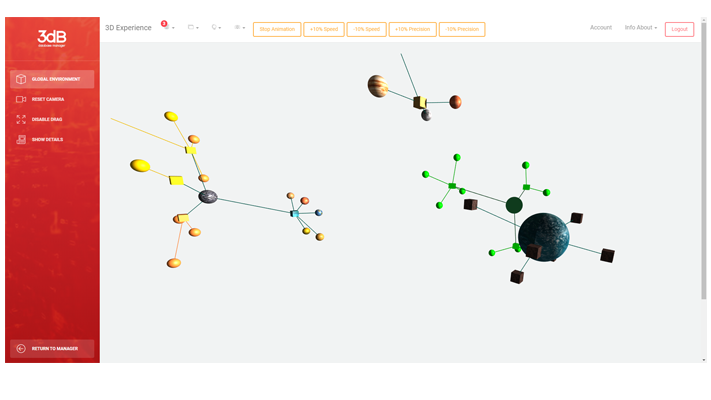 3dB
database manager
GLOBAL ENVIRONMENT
RESET CAMERA
DISABLE DRAG
SHOW DETAILS
RETURN TO MANAGER
3D Experience
3
Stop Animation
+10% Speed
-10% Speed
+10% Precision
-10% Precision
Account
Info About
Logout